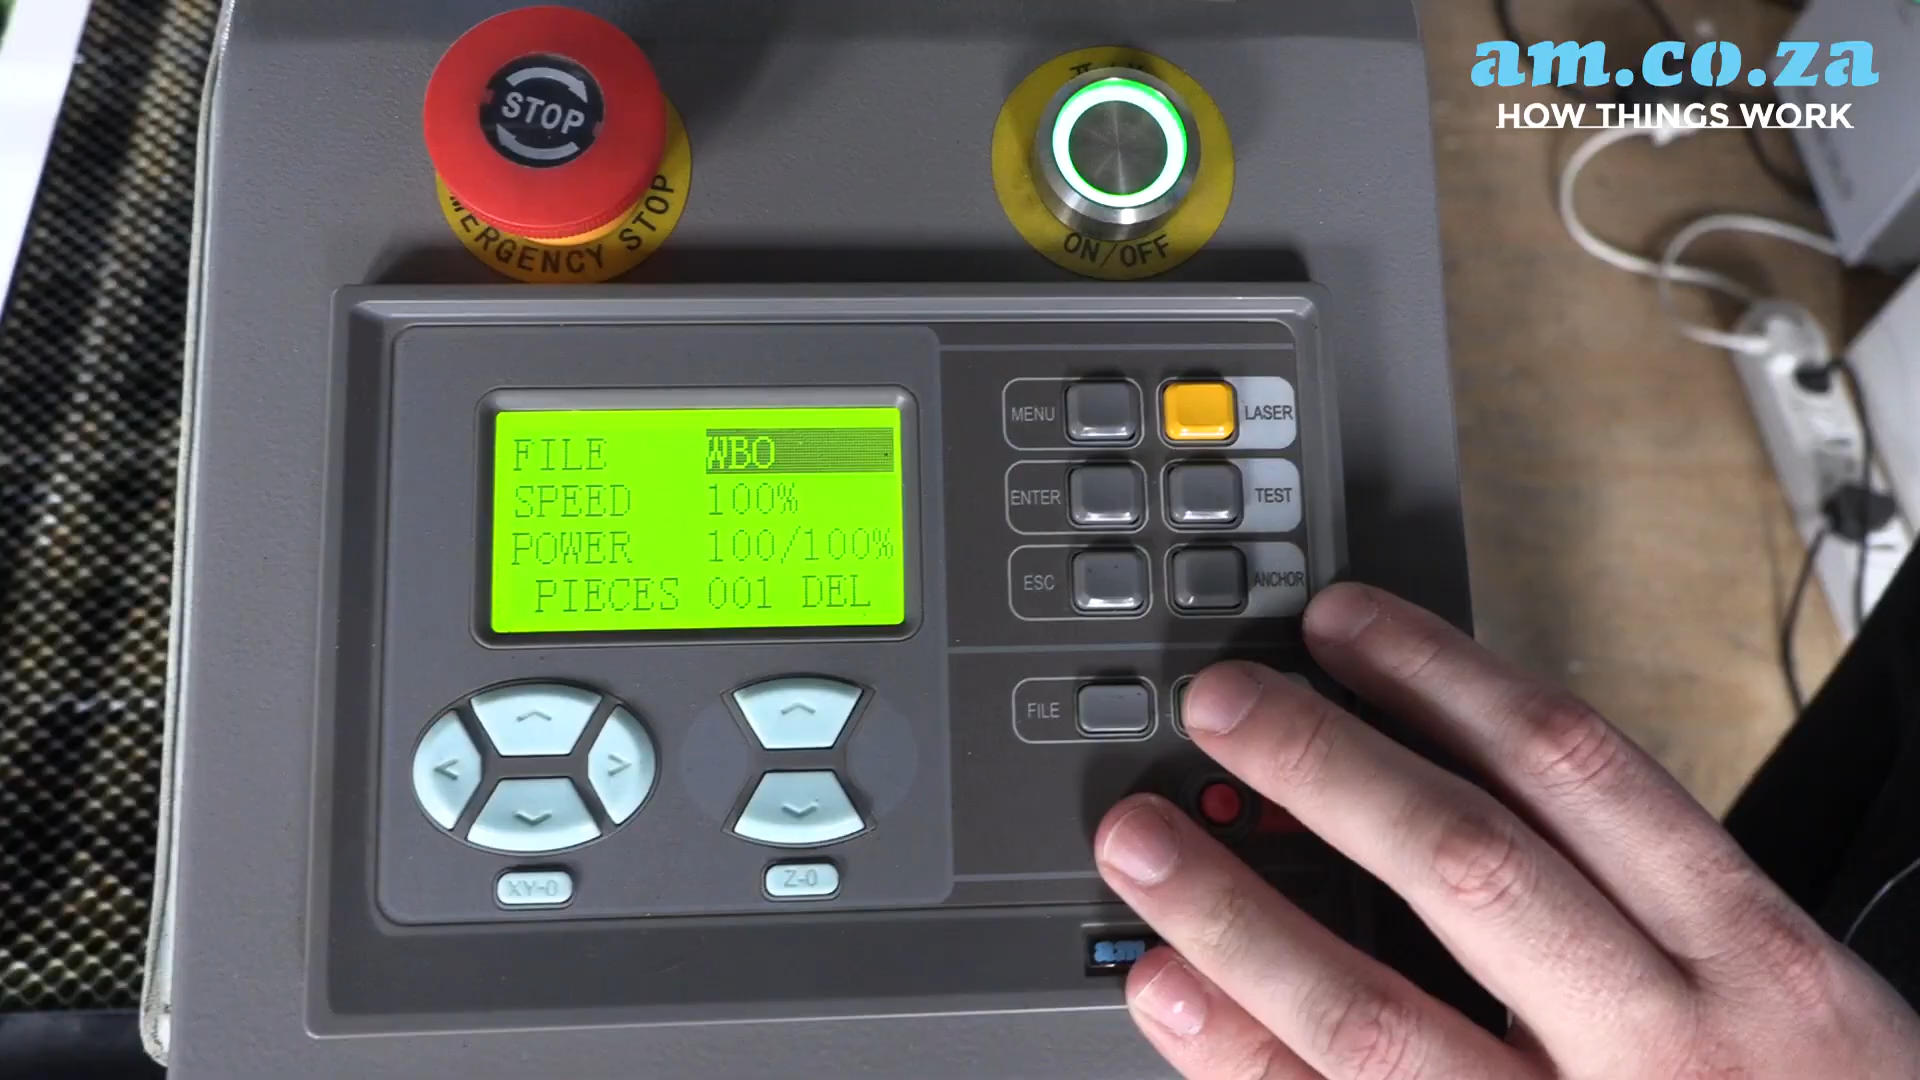 am.co.za
HOW THINGS WORK
STOP
EMERGENCY STOP
ON/OFF
FILE WBO
SPEED 100%
POWER 100/100%
PIECES 001 DEL
MENU
LASER
ENTER
TEST
ESC
ANCHOR
FILE
XY-0
Z-0
am